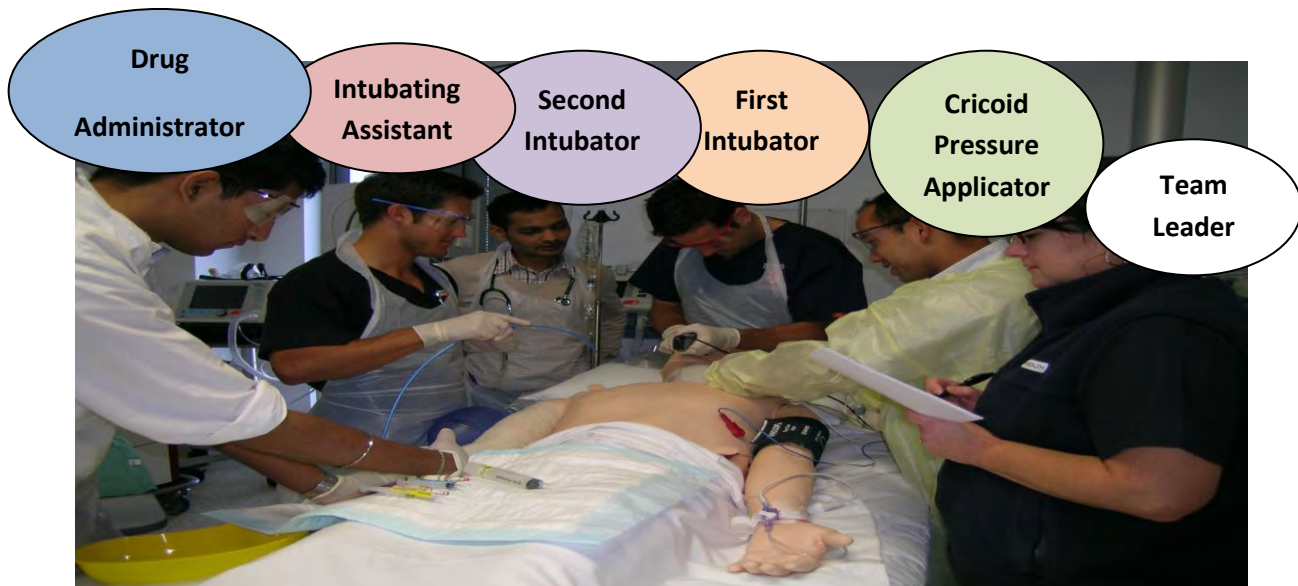 Drug
Administrator
Intubating
Assistant
Second
Intubator
First
Intubator
Cricoid
Pressure
Applicator
Team
Leader